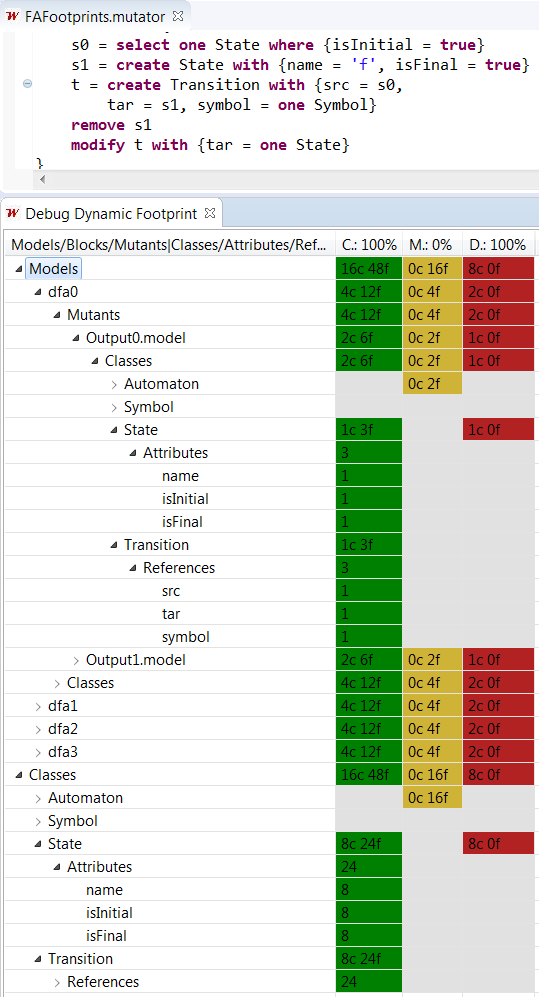 FAFootprints.mutator
s0 = select one State where {isInitial = true}
s1 = create State with {name = 'f', isFinal = true}
t = create Transition with {src = s0,
tar = s1, symbol = one Symbol}
remove s1
modify t with {tar = one State}
}
Debug Dynamic Footprint
Models/Blocks/Mutants|Classes/Attributes/Ref... C.: 100% M.: 0% D.: 100%
Models 16c 48f 0c 16f 8c 0f
dfa0 4c 12f 0c 4f 2c 0f
Mutants 4c 12f 0c 4f 2c 0f
Output0.model 2c 6f 0c 2f 1c 0f
Classes 2c 6f 0c 2f 1c 0f
Automaton 0c 2f
Symbol
State 1c 3f 1c 0f
Attributes 3
name 1
isInitial 1
isFinal 1
Transition 1c 3f
References 3
src 1
tar 1
symbol 1
Output1.model 2c 6f 0c 2f 1c 0f
Classes 4c 12f 0c 4f 2c 0f
dfa1 4c 12f 0c 4f 2c 0f
dfa2 4c 12f 0c 4f 2c 0f
dfa3 4c 12f 0c 4f 2c 0f
Classes 16c 48f 0c 16f 8c 0f
Automaton 0c 16f
Symbol
State 8c 24f 8c 0f
Attributes 24
name 8
isInitial 8
isFinal 8
Transition 8c 24f
References 24